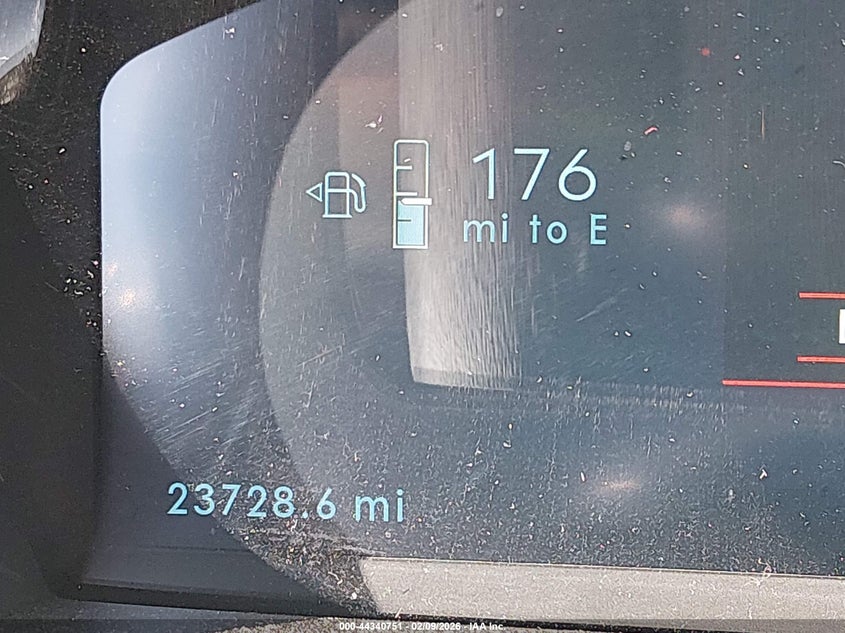 176
mi to E
23728.6 mi
000-44340751 - 02/09/2026 - IAA Inc.